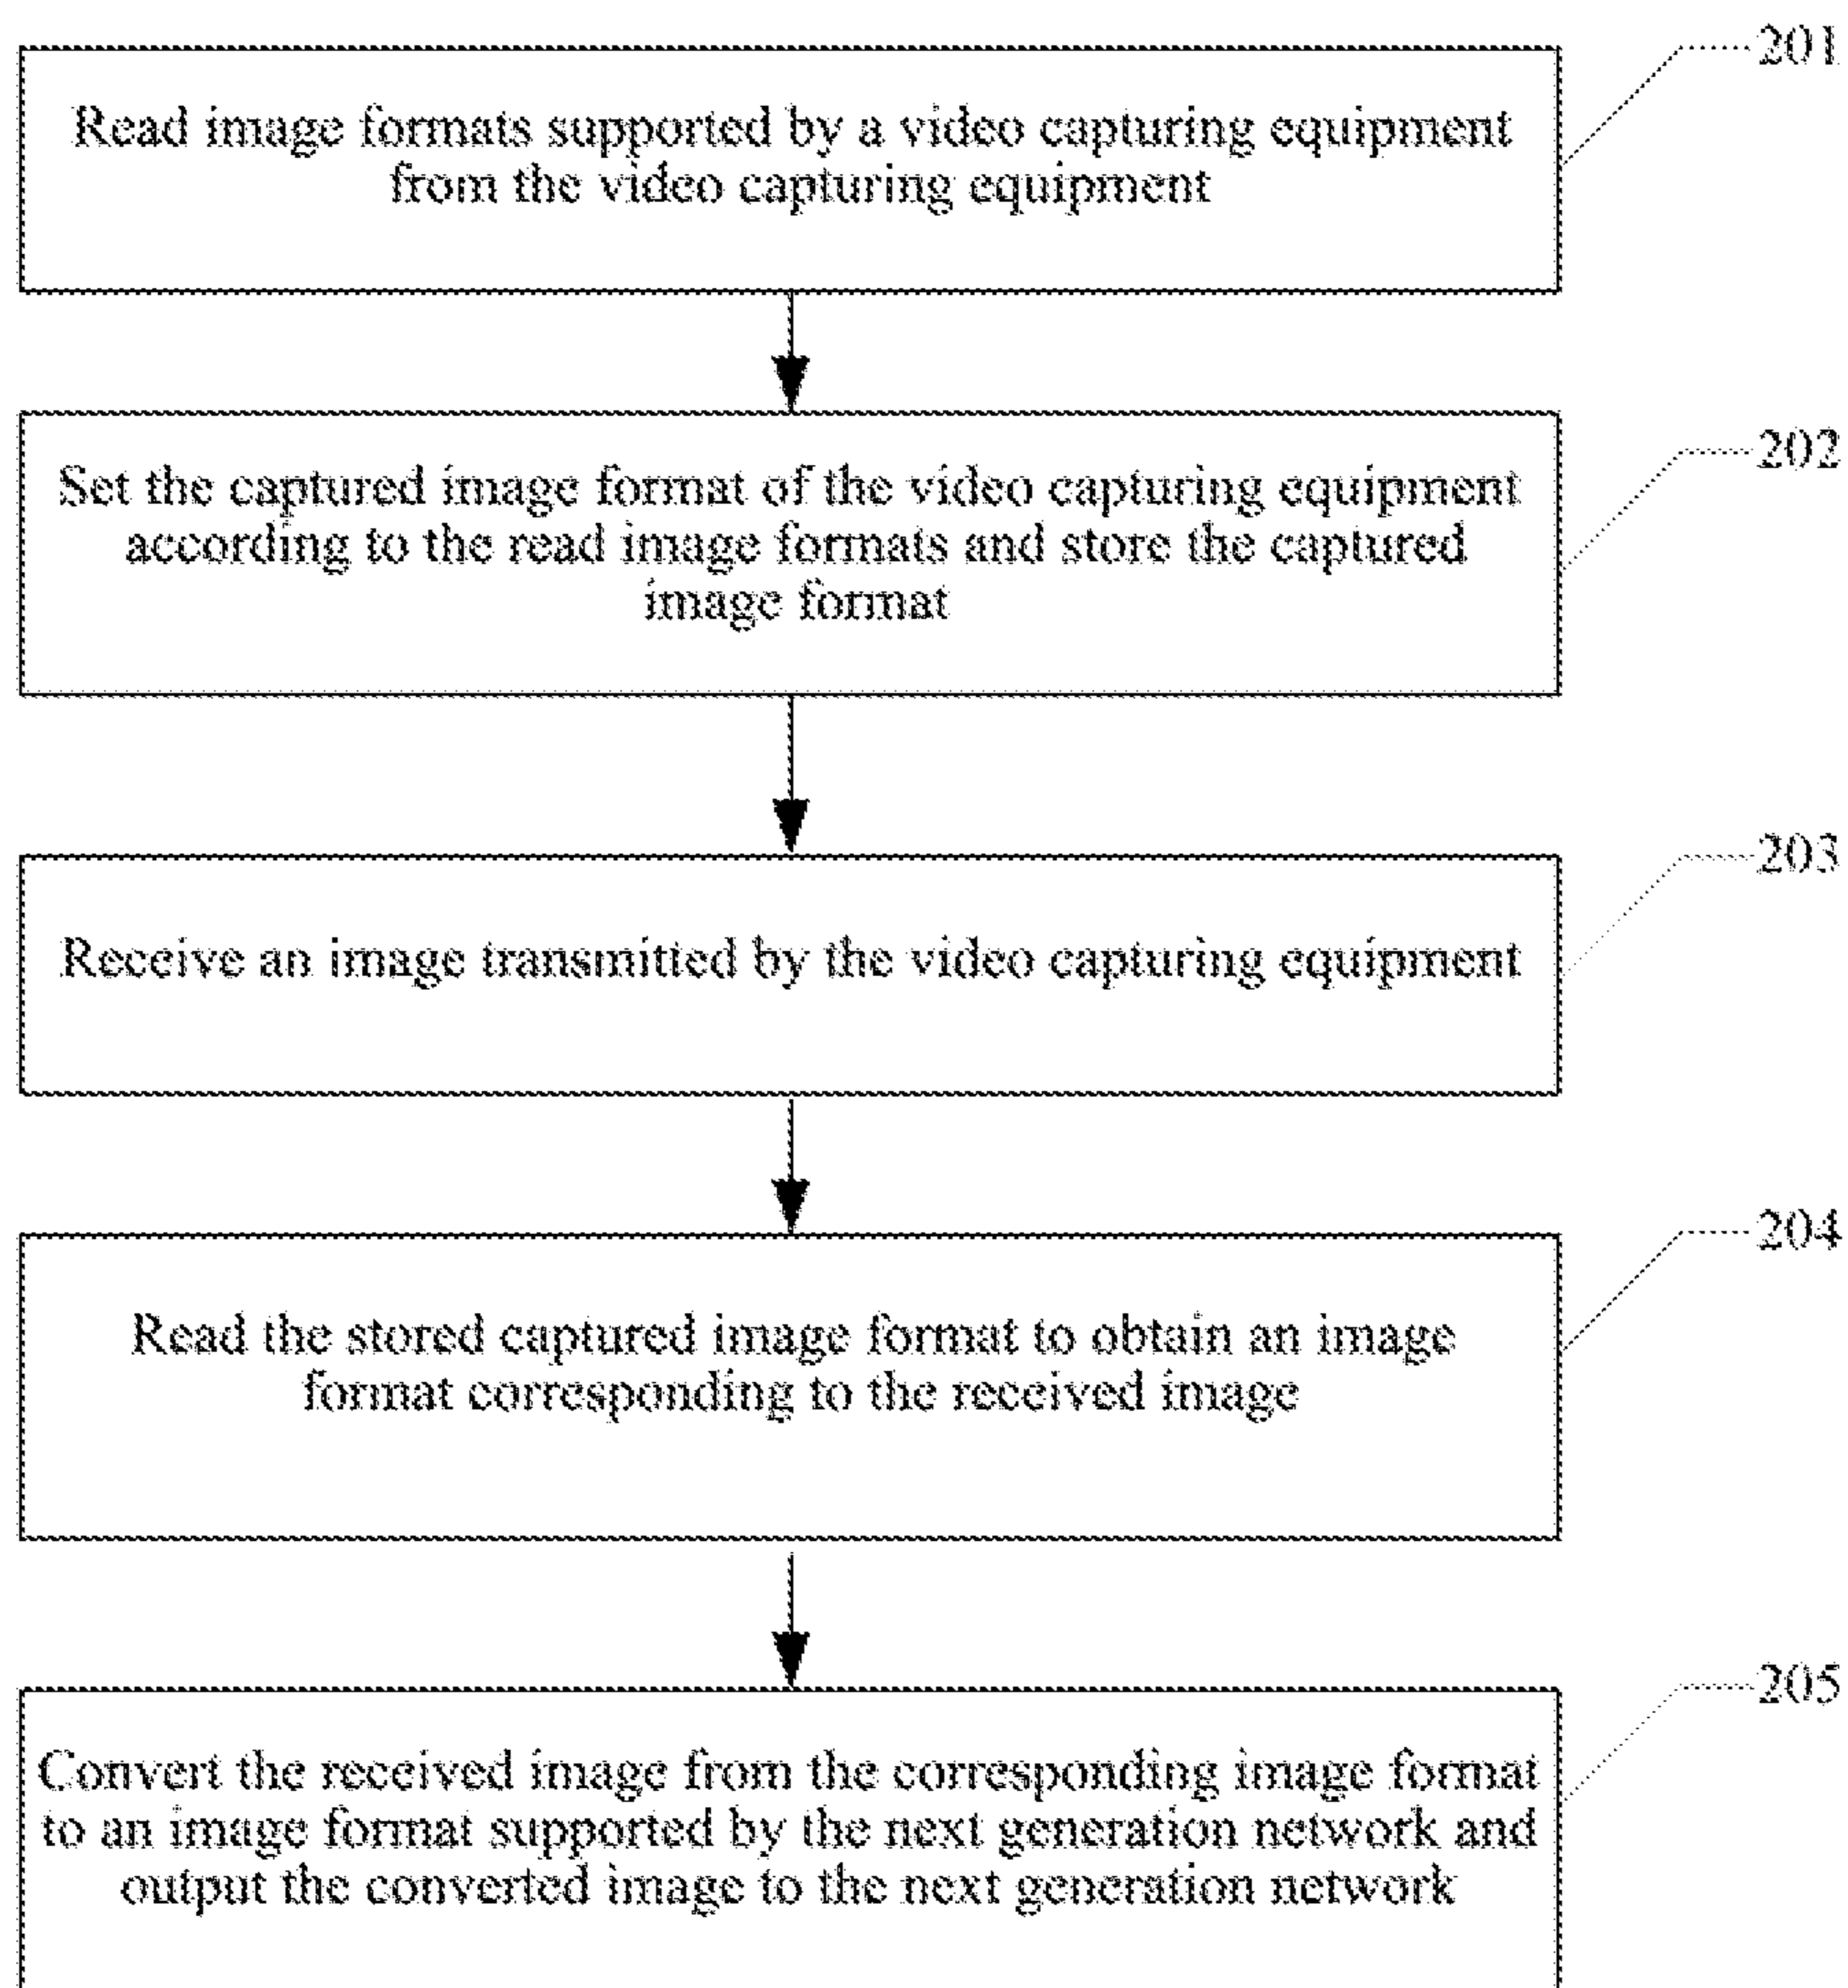 201
Read image formats supported by a video capturing equipment
from the video capturing equipment
202
Set the captured image format of the video capturing equipment
according to the read image formats and store the captured
image format
203
Receive an image transmitted by the video capturing equipment
204
Read the stored captured image format to obtain an image
format corresponding to the received image
205
Convert the received image from the corresponding image format
to an image format supported by the next generation network and
output the converted image to the next generation network